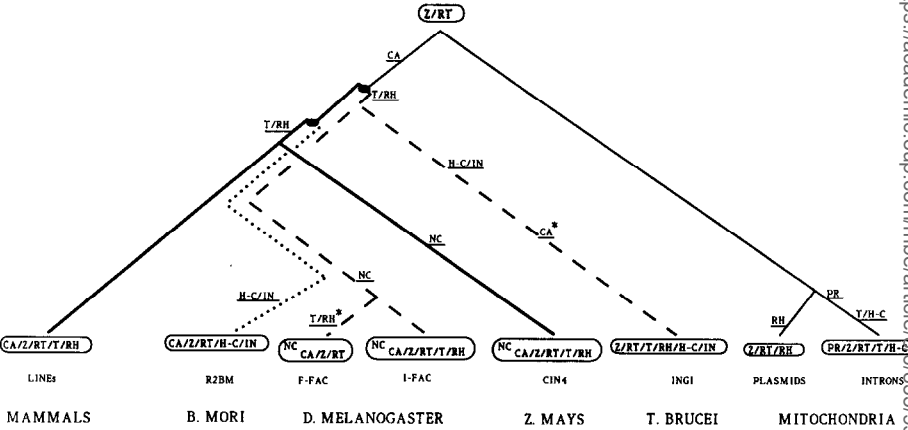 Z/RT
CA
T/RH
T/RH
H-C/IN
CA*
NC
NC
PR
H-C/IN
T/RH*
RH
T/H-C
CA/Z/RT/T/RH
CA/Z/RT/H-C/IN
NC CA/Z/RT
NC CA/Z/RT/T/RH
NC CA/Z/RT/T/RH
Z/RT/T/RH/H-C/IN
Z/RT/RH
PR/Z/RT/T/H-C
LINEs
R2BM
F-FAC
I-FAC
CIN4
INGI
PLASMIDS
INTRONS
MAMMALS
B. MORI
D. MELANOGASTER
Z. MAYS
T. BRUCEI
MITOCHONDRIA